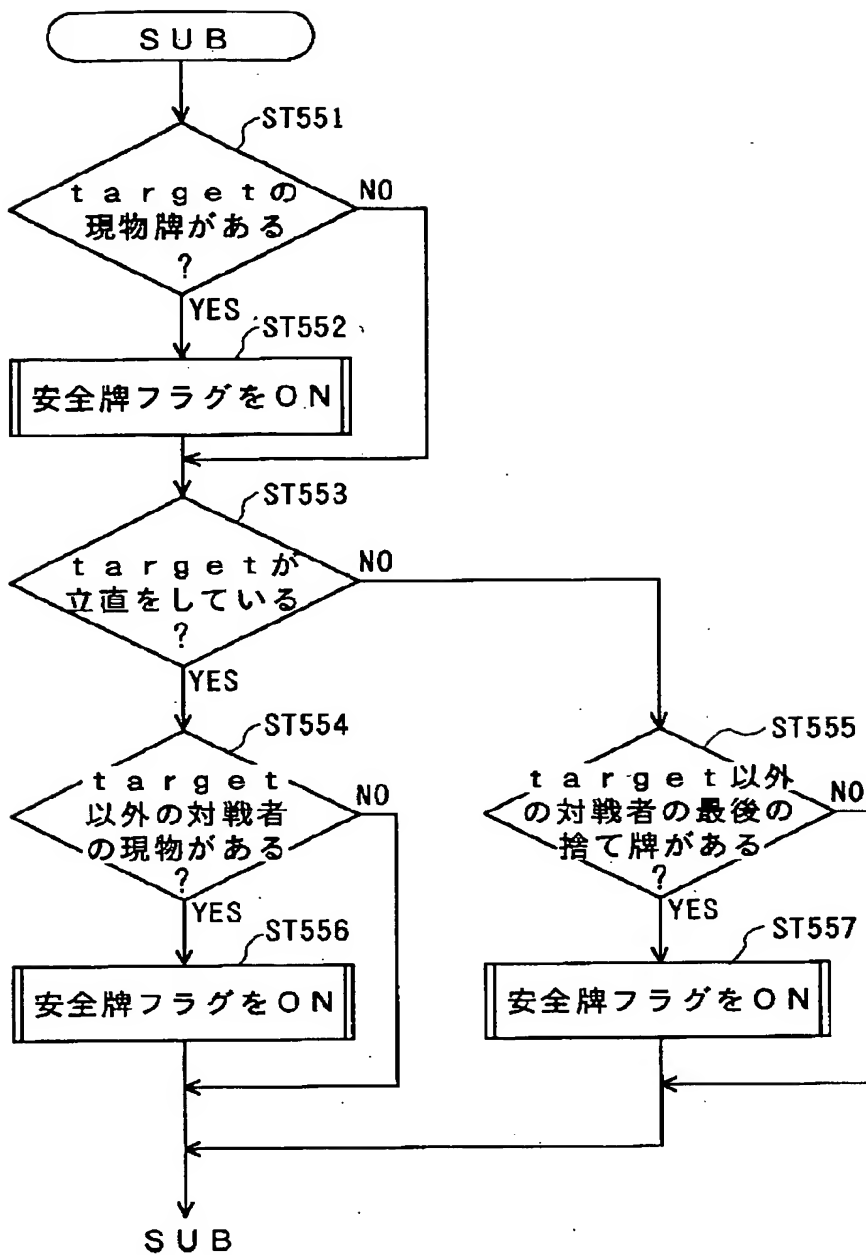 SUB
ST551
targetの
現物牌がある
?
NO
YES
ST552
安全牌フラグをON
ST553
targetが
立直をしている
?
NO
YES
ST554
target
以外の対戦者
の現物がある
?
NO
YES
ST555
target以外
の対戦者の最後の
捨て牌がある
?
NO
YES
ST556
安全牌フラグをON
ST557
安全牌フラグをON
SUB